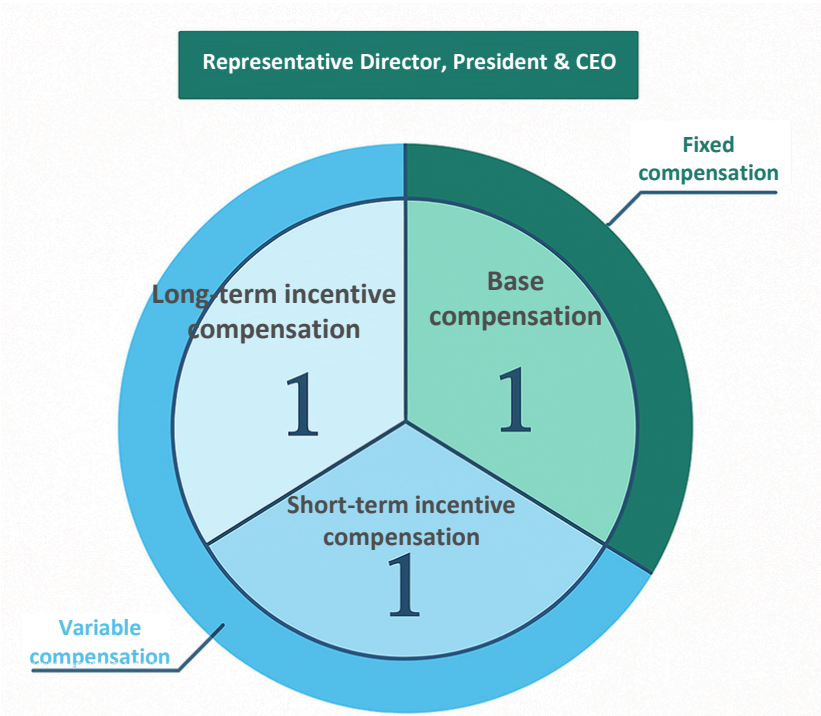 Representative Director, President & CEO
Fixed
compensation
Long-term incentive
compensation
1
Base
compensation
1
Short-term incentive
compensation
1
Variable
compensation